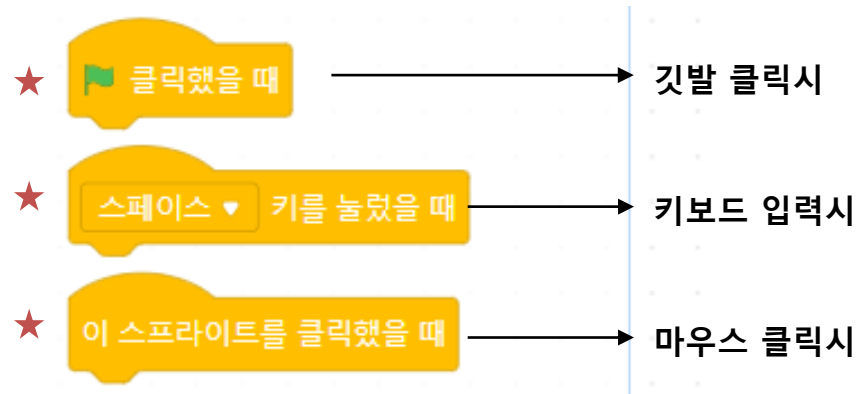 클릭했을 때
깃발 클릭시
스페이스 키를 눌렀을 때
키보드 입력시
이 스프라이트를 클릭했을 때
마우스 클릭시